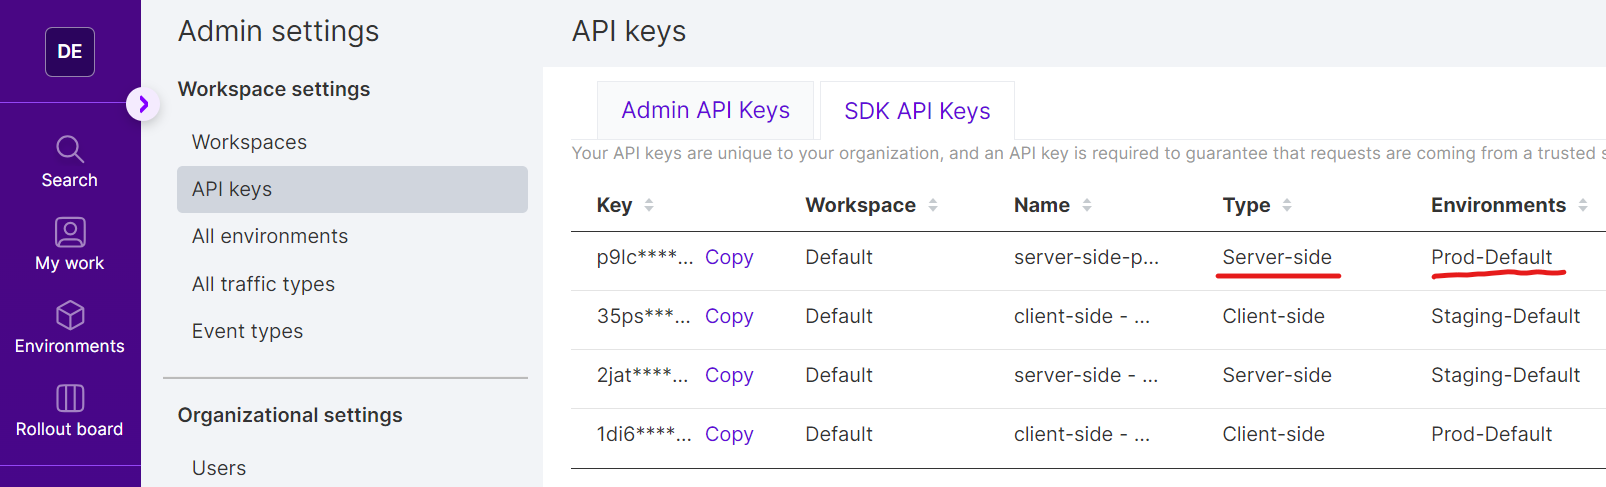 DE
Search
My work
Environments
Rollout board
Admin settings
Workspace settings
Workspaces
API keys
All environments
All traffic types
Event types
Organizational settings
Users
API keys
Admin API Keys SDK API Keys
Your API keys are unique to your organization, and an API key is required to guarantee that requests are coming from a trusted s
Key Workspace Name Type Environments
p9lc****... Copy Default server-side-p... Server-side Prod-Default
35ps***... Copy Default client-side - ... Client-side Staging-Default
2jat****... Copy Default server-side - ... Server-side Staging-Default
1di6****... Copy Default client-side - ... Client-side Prod-Default